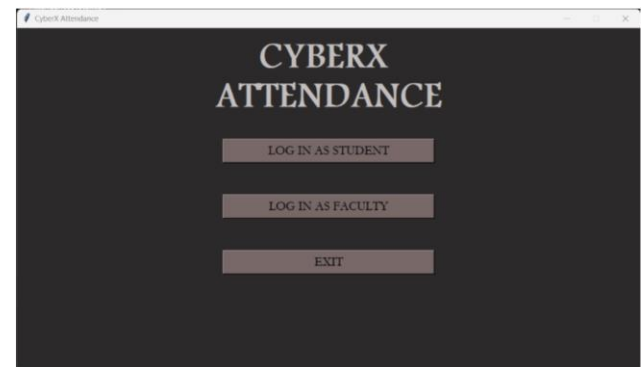 CyberX Attendance
CYBERX
ATTENDANCE
LOG IN AS STUDENT
LOG IN AS FACULTY
EXIT